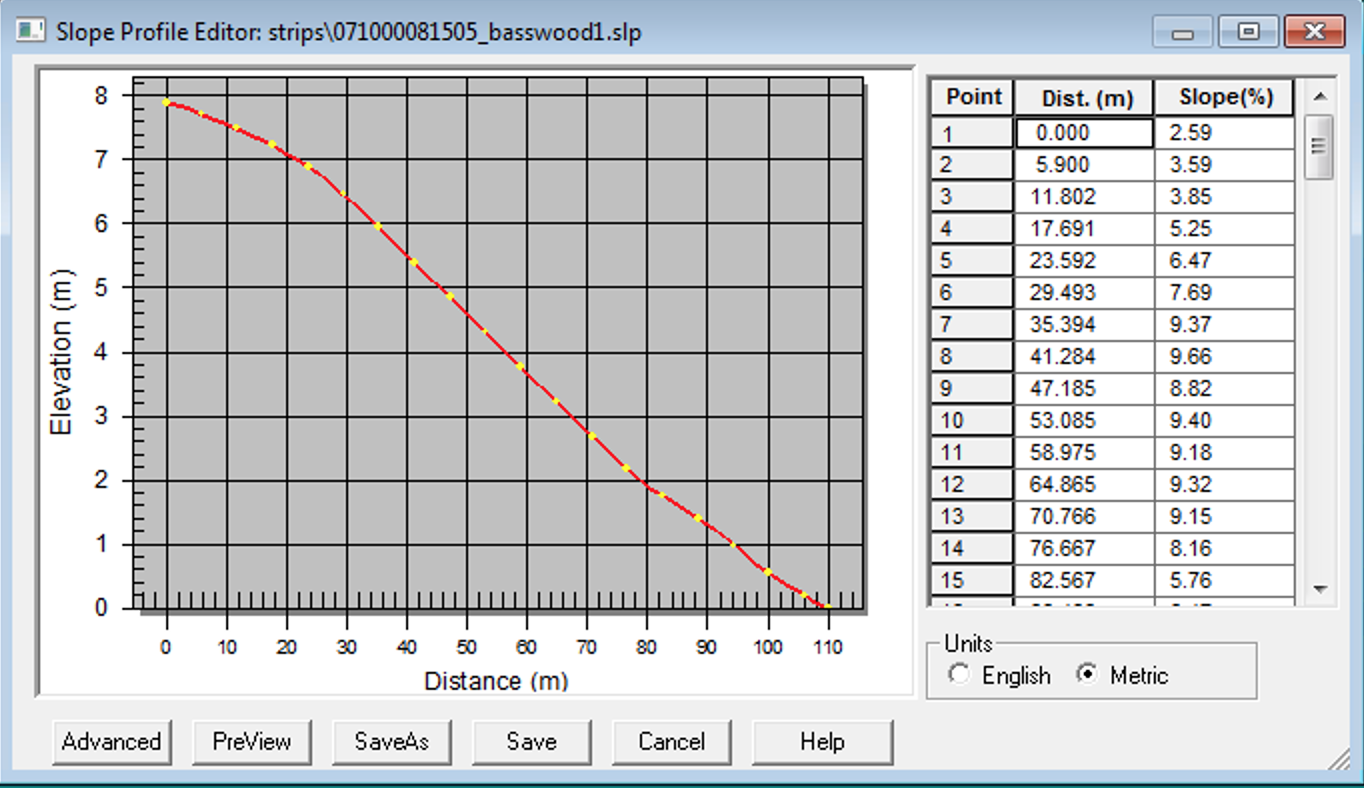 Slope Profile Editor: strips\071000081505_basswood1.slp
8
7
6
5
4
3
2
1
0
Elevation (m)
0 10 20 30 40 50 60 70 80 90 100 110
Distance (m)
Point Dist. (m) Slope(%)
1 0.000 2.59
2 5.900 3.59
3 11.802 3.85
4 17.691 5.25
5 23.592 6.47
6 29.493 7.69
7 35.394 9.37
8 41.284 9.66
9 47.185 8.82
10 53.085 9.40
11 58.975 9.18
12 64.865 9.32
13 70.766 9.15
14 76.667 8.16
15 82.567 5.76
Units
English Metric
Advanced PreView SaveAs Save Cancel Help